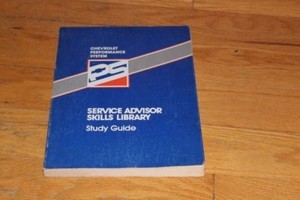 CHEVROLET
PERFORMANCE
SYSTEM
PS
SERVICE ADVISOR
SKILLS LIBRARY
Study Guide